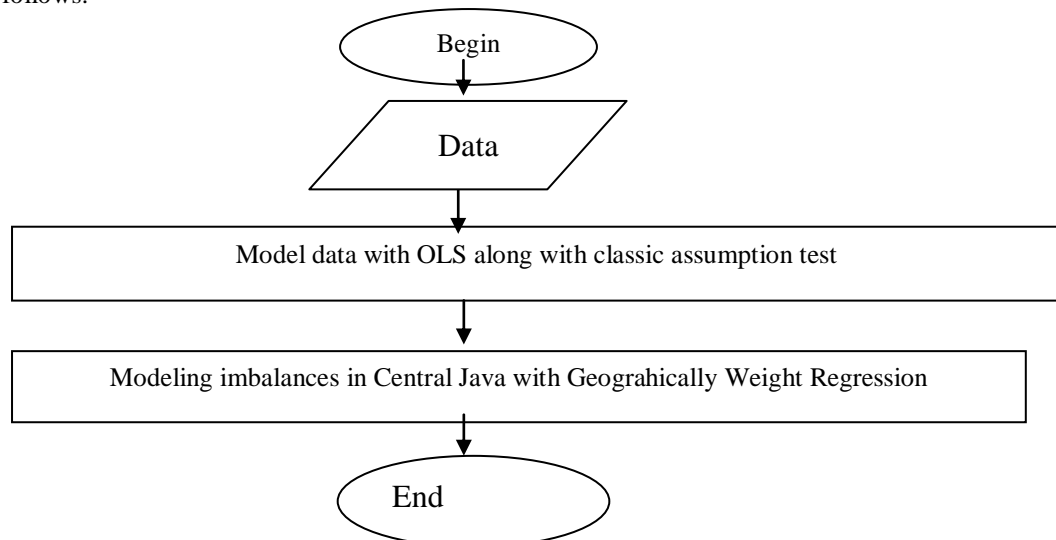 follows.
Begin
Data
Model data with OLS along with classic assumption test
Modeling imbalances in Central Java with Geograhically Weight Regression
End